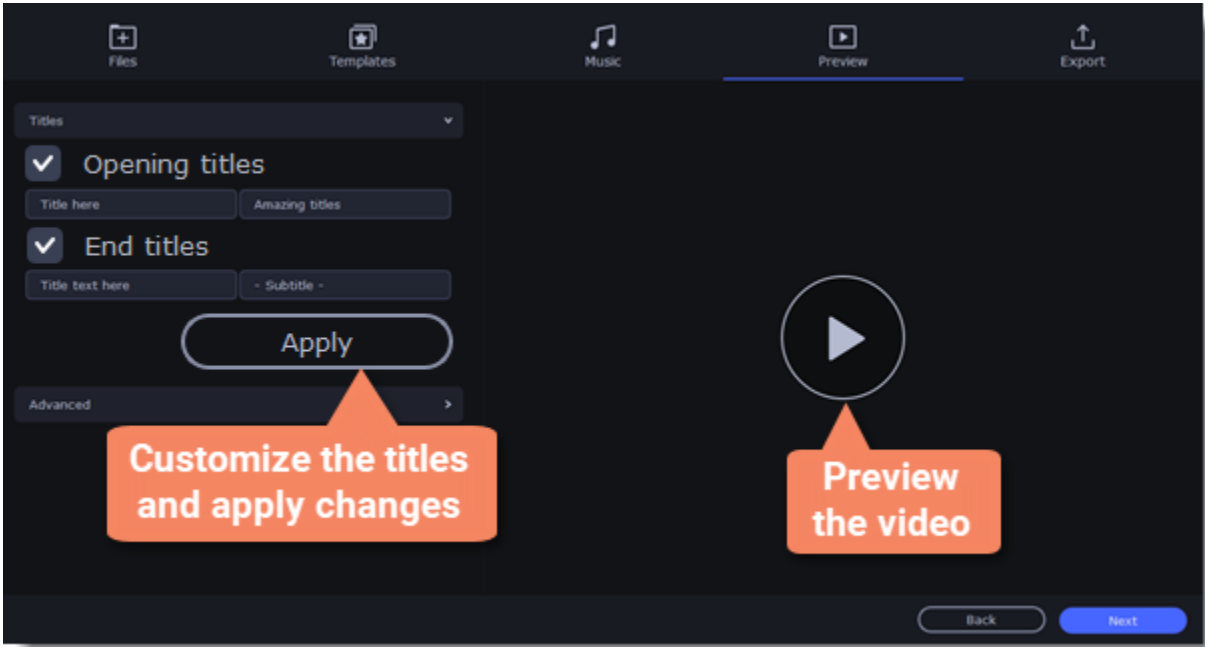 Files
Templates
Music
Preview
Export
Titles
Opening titles
Title here
Amazing titles
End titles
Title text here
- Subtitle -
Apply
Advanced
Customize the titles
and apply changes
Preview
the video
Back
Next